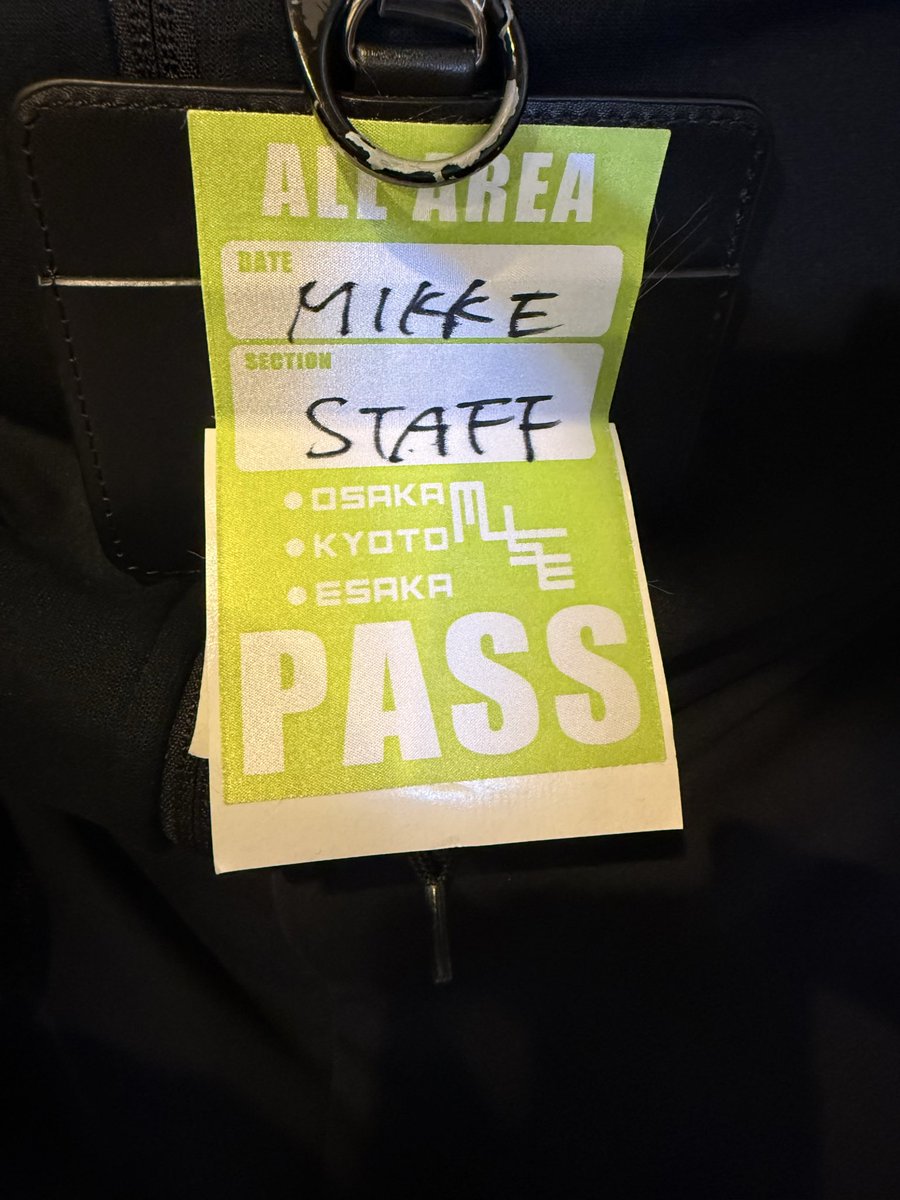 ALL AREA
DATE
MIKKE
SECTION
STAFF
• OSAKA
• KYOTO
• ESAKA
MUSE
PASS